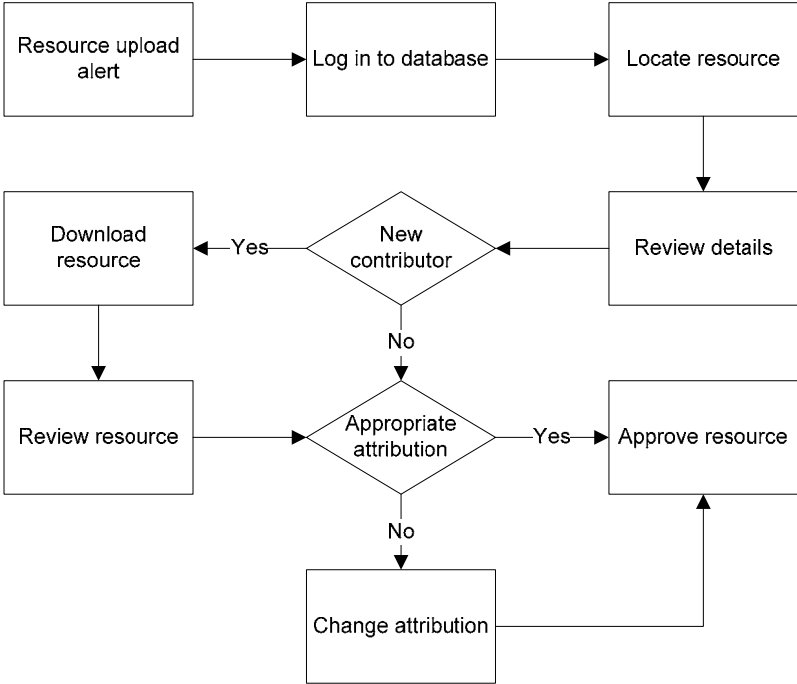 Resource upload
alert
Log in to database
Locate resource
Download
resource
Yes
New
contributor
Review details
No
Review resource
Appropriate
attribution
Yes
Approve resource
No
Change attribution